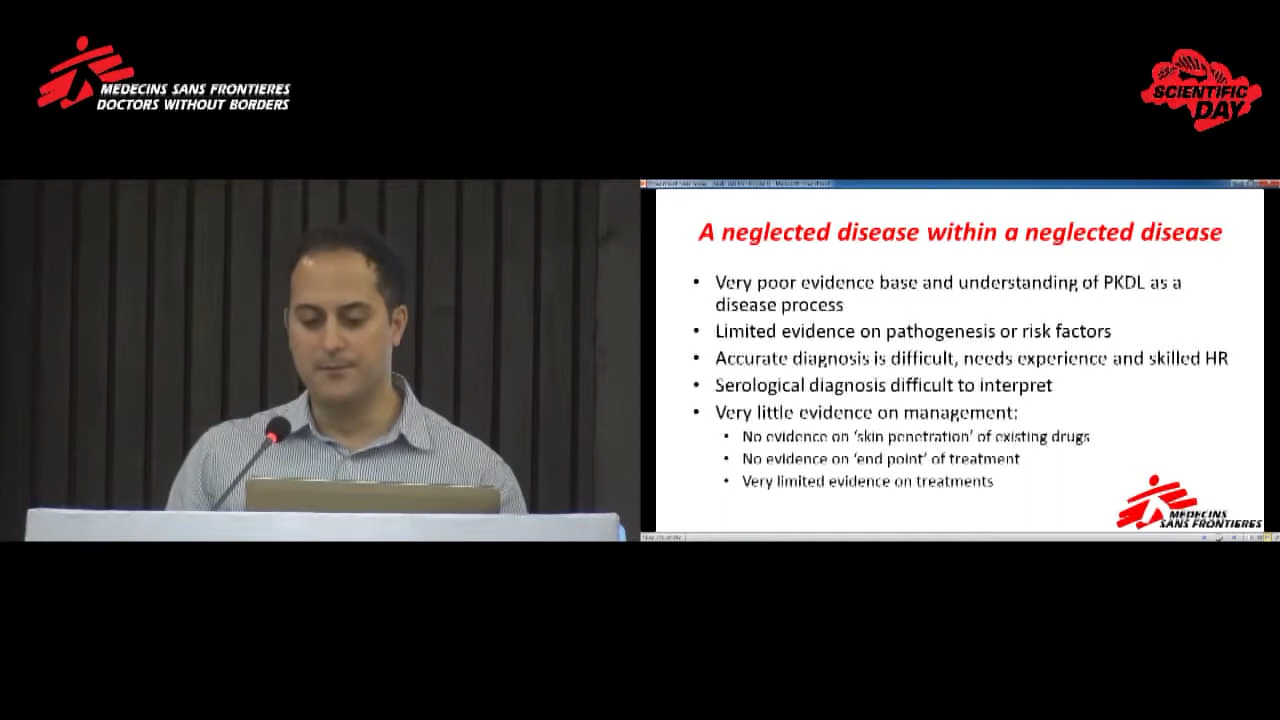 MEDECINS SANS FRONTIERES
DOCTORS WITHOUT BORDERS
SCIENTIFIC
DAY
A neglected disease within a neglected disease
• Very poor evidence base and understanding of PKDL as a
disease process
• Limited evidence on pathogenesis or risk factors
• Accurate diagnosis is difficult, needs experience and skilled HR
• Serological diagnosis difficult to interpret
• Very little evidence on management:
• No evidence on ‘skin penetration’ of existing drugs
• No evidence on ‘end point’ of treatment
• Very limited evidence on treatments
MEDECINS
SANS FRONTIERES